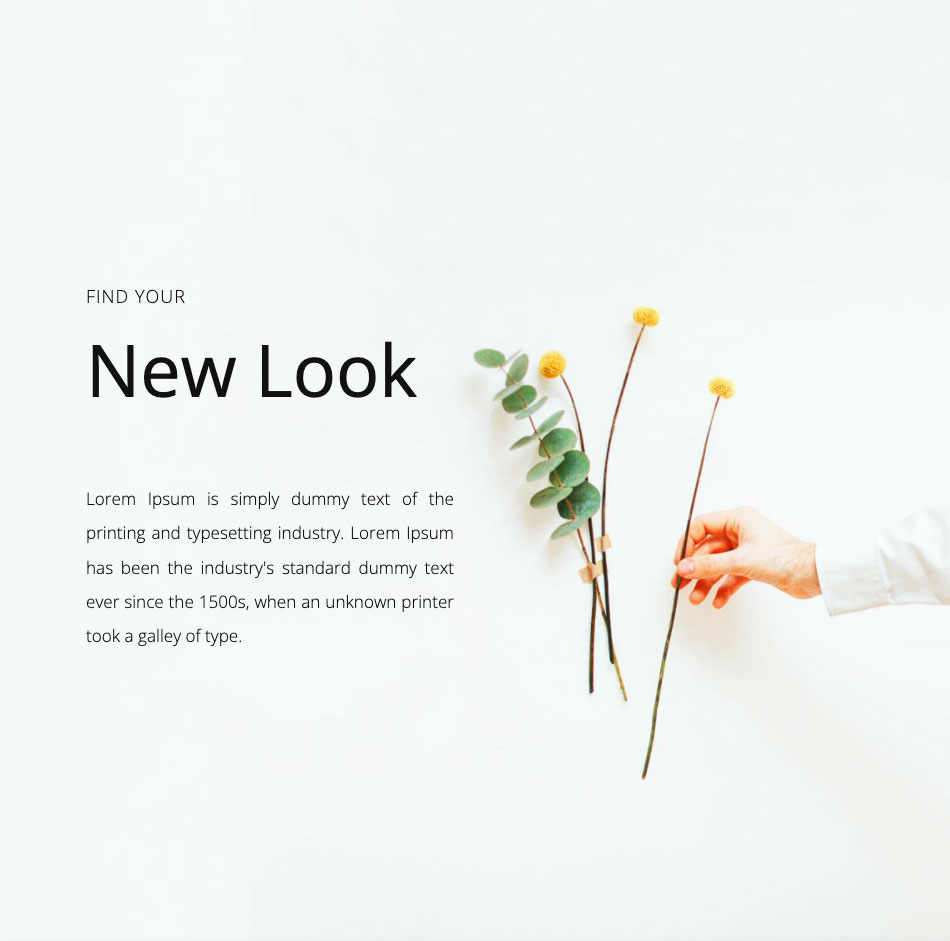 FIND YOUR
New Look
Lorem Ipsum is simply dummy text of the
printing and typesetting industry. Lorem Ipsum
has been the industry's standard dummy text
ever since the 1500s, when an unknown printer
took a galley of type.